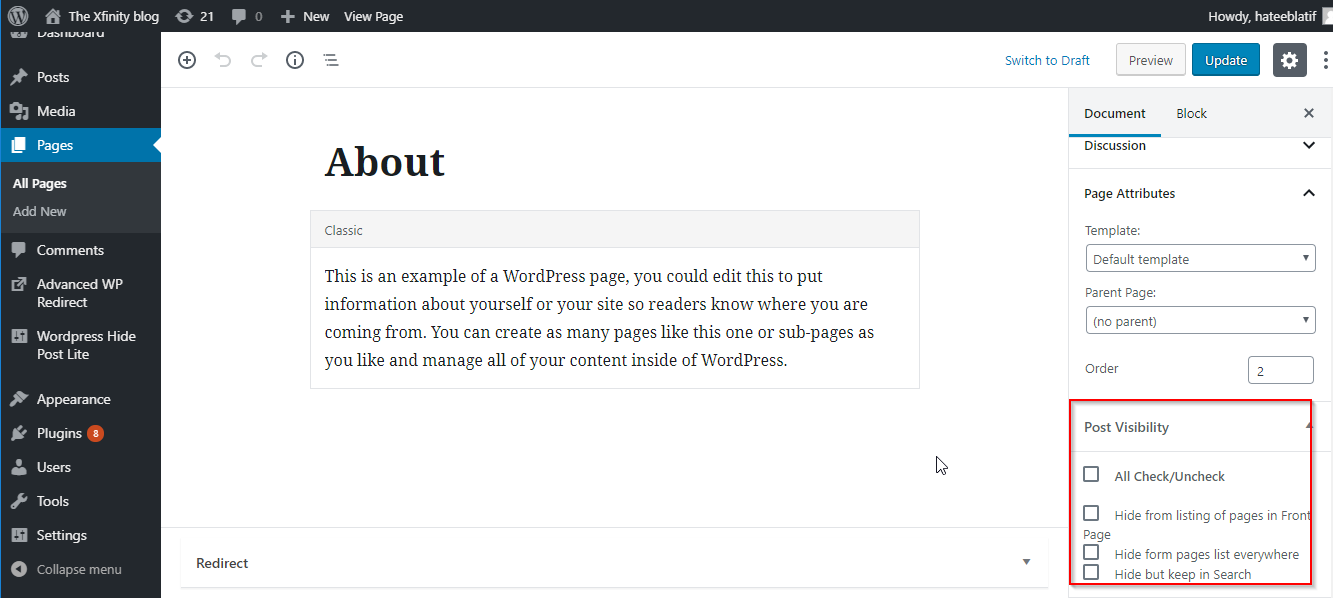 The Xfinity blog 21 0 New View Page Howdy, hateeblatif
Dashboard
Posts
Media
Pages
All Pages
Add New
Comments
Advanced WP
Redirect
Wordpress Hide
Post Lite
Appearance
Plugins 8
Users
Tools
Settings
Collapse menu
Switch to Draft Preview Update
About
Classic
This is an example of a WordPress page, you could edit this to put
information about yourself or your site so readers know where you are
coming from. You can create as many pages like this one or sub-pages as
you like and manage all of your content inside of WordPress.
Redirect
Document Block
Discussion
Page Attributes
Template:
Default template
Parent Page:
(no parent)
Order 2
Post Visibility
All Check/Uncheck
Hide from listing of pages in Front
Page
Hide form pages list everywhere
Hide but keep in Search